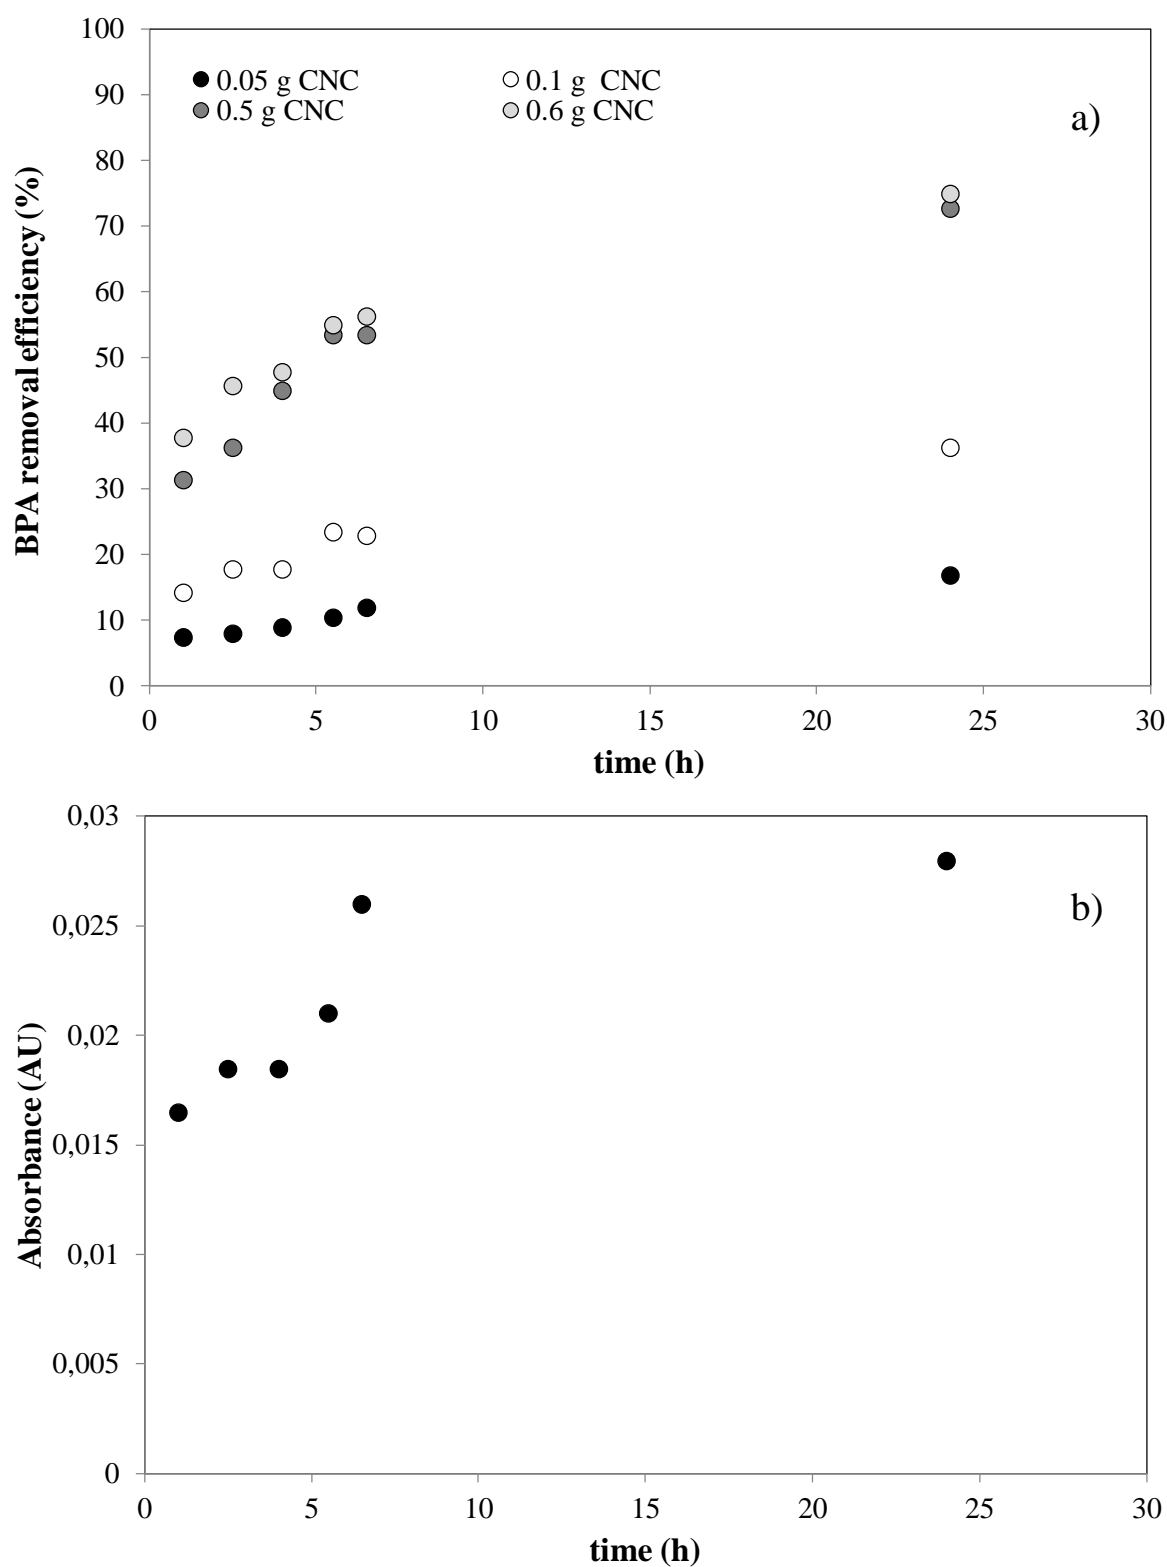 100
90
80
70
60
50
40
30
20
10
0
BPA removal efficiency (%)
0.05 g CNC
0.1 g  CNC
0.5 g CNC
0.6 g CNC
a)
0 5 10 15 20 25 30
time (h)
0,03
0,025
0,02
0,015
0,01
0,005
0
Absorbance (AU)
b)
0 5 10 15 20 25 30
time (h)